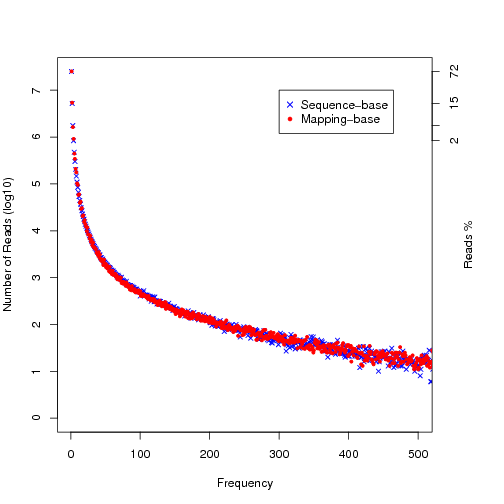 Sequence-base
Mapping-base
Number of Reads (log10)
7
6
5
4
3
2
1
0
72
15
2
Reads %
0 100 200 300 400 500
Frequency